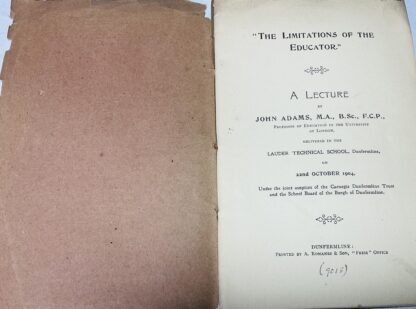 "The Limitations of the
Educator."
A Lecture
BY
JOHN ADAMS, M.A., B.Sc., F.C.P.,
Professor of Education in the University
of London,
DELIVERED IN THE
LAUDER TECHNICAL SCHOOL, Dunfermline,
ON
22nd OCTOBER 1904,
Under the joint auspices of the Carnegie Dunfermline Trust
and the School Board of the Burgh of Dunfermline.
DUNFERMLINE:
Printed by A. Romanes & Son, "Press" Office